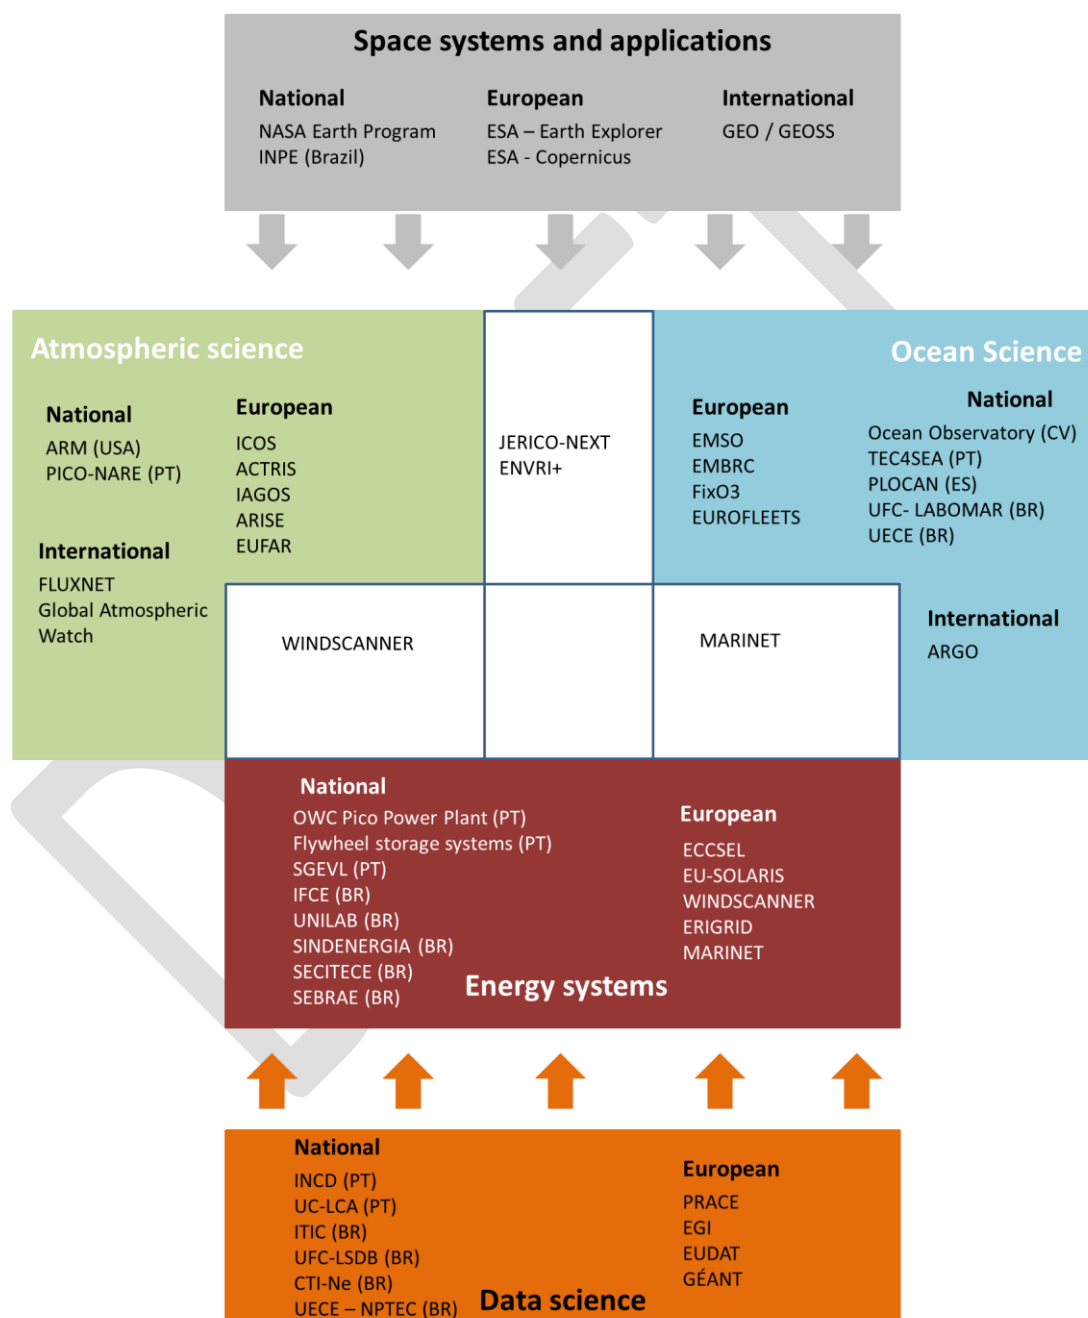 Space systems and applications
National
NASA Earth Program
INPE (Brazil)
European
ESA – Earth Explorer
ESA - Copernicus
International
GEO / GEOSS
Atmospheric science
National
ARM (USA)
PICO-NARE (PT)
European
ICOS
ACTRIS
IAGOS
ARISE
EUFAR
International
FLUXNET
Global Atmospheric
Watch
JERICO-NEXT
ENVRI+
Ocean Science
European
EMSO
EMBRC
FixO3
EUROFLEETS
National
Ocean Observatory (CV)
TEC4SEA (PT)
PLOCAN (ES)
UFC- LABOMAR (BR)
UECE (BR)
International
ARGO
WINDSCANNER
MARINET
National
OWC Pico Power Plant (PT)
Flywheel storage systems (PT)
SGEVL (PT)
IFCE (BR)
UNILAB (BR)
SINDENERGIA (BR)
SECITECE (BR)
SEBRAE (BR)
European
ECCSEL
EU-SOLARIS
WINDSCANNER
ERIGRID
MARINET
Energy systems
National
INCD (PT)
UC-LCA (PT)
ITIC (BR)
UFC-LSDB (BR)
CTI-Ne (BR)
UECE – NPTEC (BR)
European
PRACE
EGI
EUDAT
GÉANT
Data science